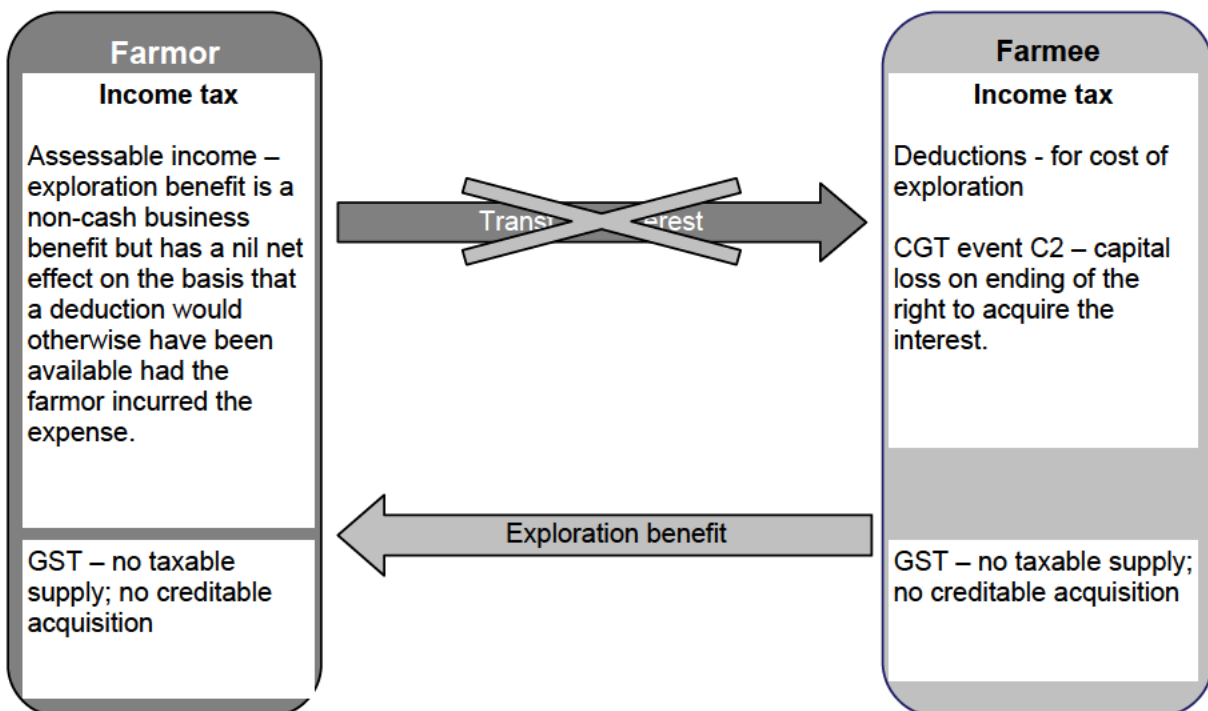 Farmor
Income tax
Assessable income –
exploration benefit is a
non-cash business
benefit but has a nil net
effect on the basis that
a deduction would
otherwise have been
available had the
farmor incurred the
expense.
GST – no taxable
supply; no creditable
acquisition
Exploration benefit
Farmee
Income tax
Deductions - for cost of
exploration
CGT event C2 – capital
loss on ending of the
right to acquire the
interest.
GST – no taxable supply;
no creditable acquisition